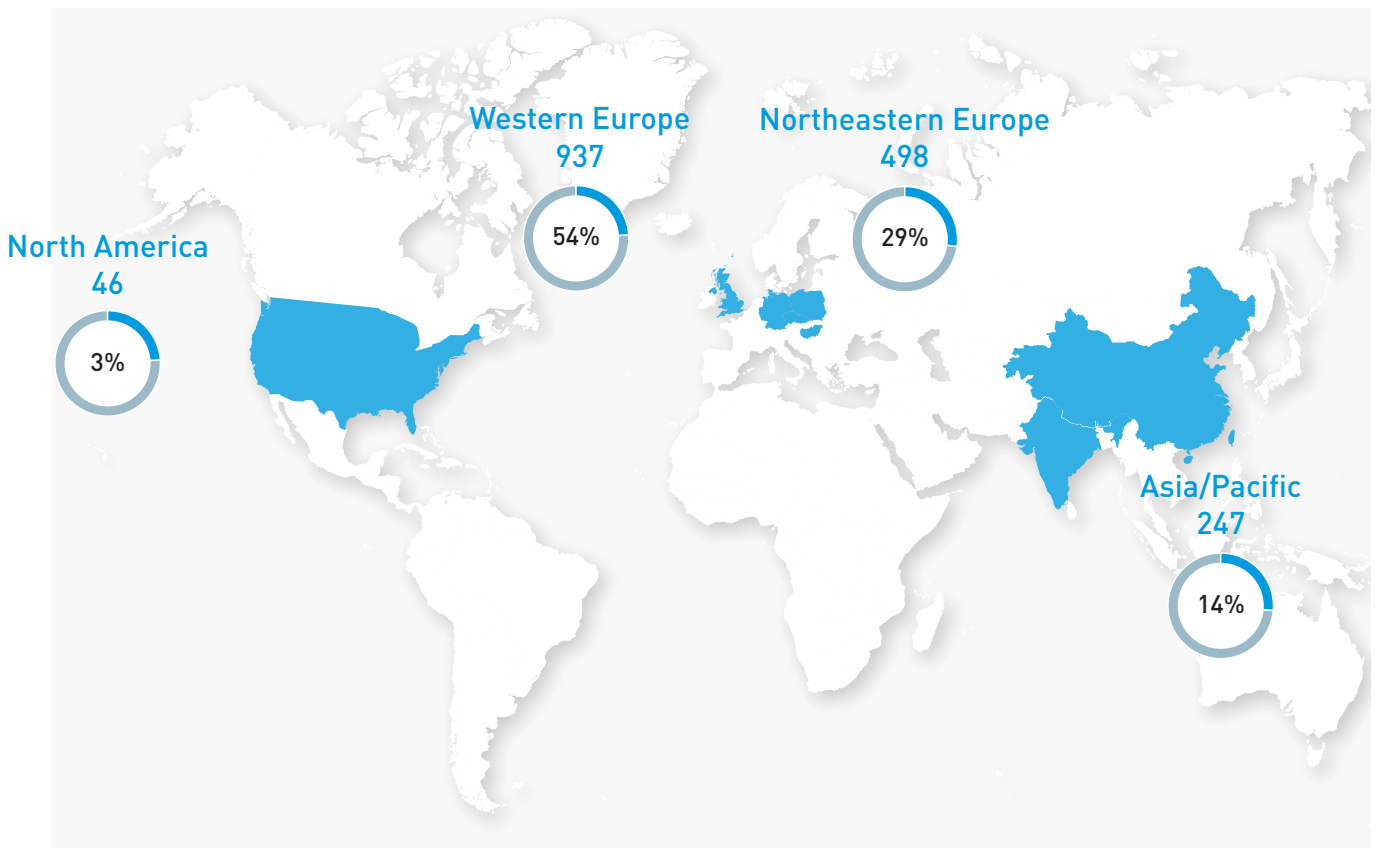 Western Europe
937
54%
Northeastern Europe
498
29%
North America
46
3%
Asia/Pacific
247
14%